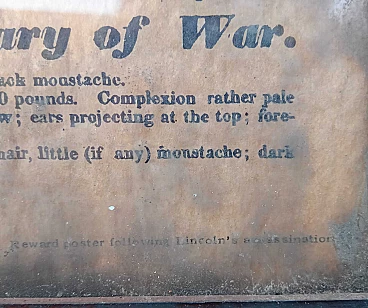 ary of War.
ack moustache.
0 pounds. Complexion rather pale
w; ears projecting at the top; fore-
hair, little (if any) moustache; dark
Reward poster following Lincoln's assassination